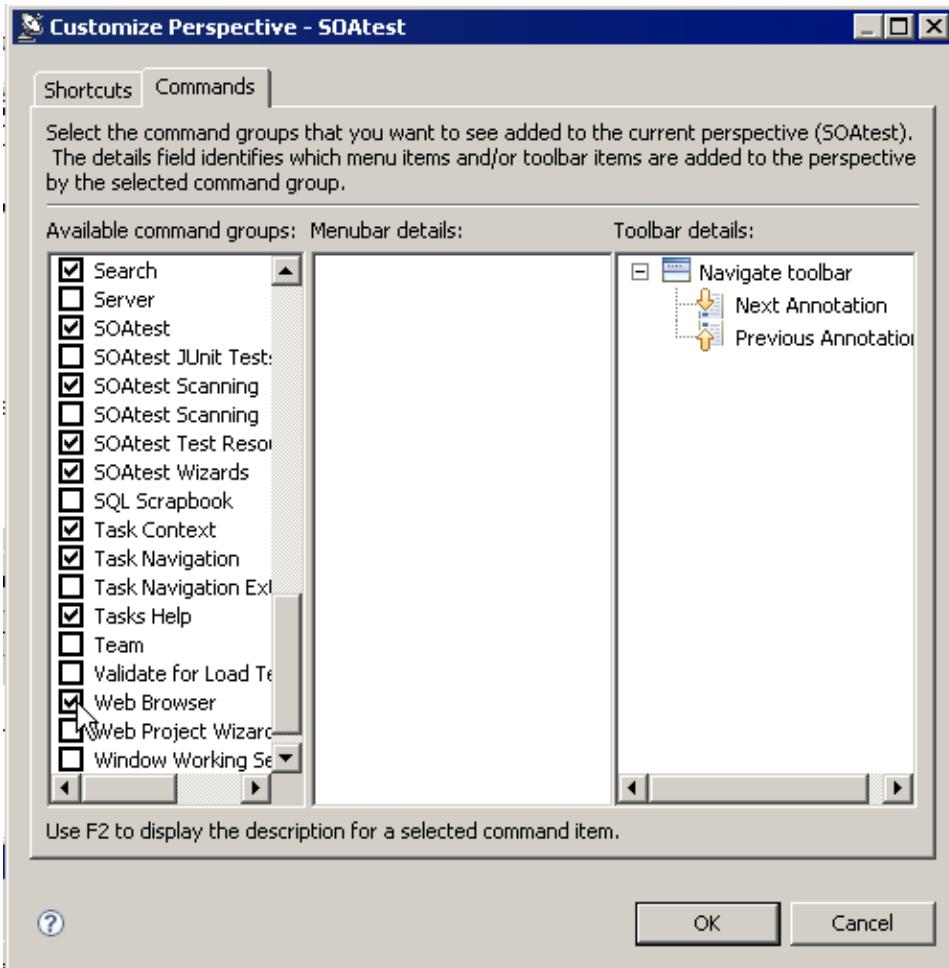 Customize Perspective - SOAtest
Shortcuts
Commands
Select the command groups that you want to see added to the current perspective (SOAtest).
The details field identifies which menu items and/or toolbar items are added to the perspective
by the selected command group.
Available command groups:
Menubar details:
Toolbar details:
Search
Server
SOAtest
SOAtest JUnit Tests
SOAtest Scanning
SOAtest Scanning
SOAtest Test Resou
SOAtest Wizards
SQL Scrapbook
Task Context
Task Navigation
Task Navigation Ext
Tasks Help
Team
Validate for Load Te
Web Browser
Web Project Wizard
Window Working Se
Navigate toolbar
Next Annotation
Previous Annotation
Use F2 to display the description for a selected command item.
OK
Cancel